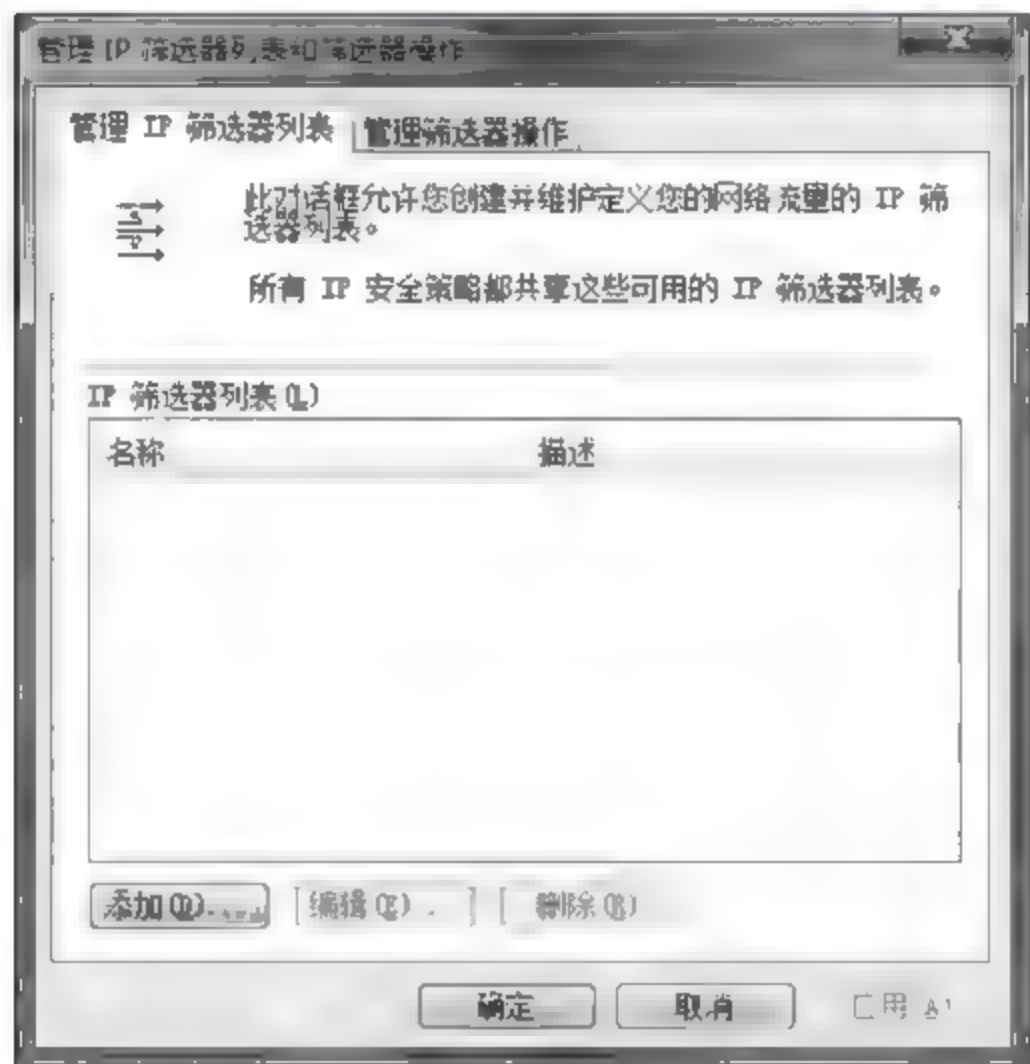 管理 IP 筛选器列表和筛选器操作
管理 IP 筛选器列表 管理筛选器操作
此对话框允许您创建并维护定义您的网络流量的 IP 筛
选器列表。
所有 IP 安全策略都共享这些可用的 IP 筛选器列表。
IP 筛选器列表(L)
名称 描述
添加(D)... 编辑(E)... 删除(R)
确定 取消 应用(A)